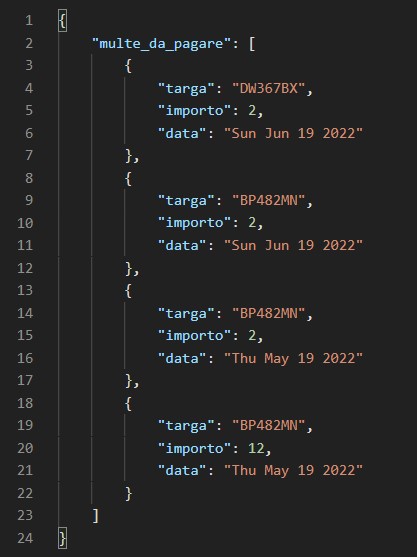 1 {
2     "multe_da_pagare": [
3         {
4             "targa": "DW367BX",
5             "importo": 2,
6             "data": "Sun Jun 19 2022"
7         },
8         {
9             "targa": "BP482MN",
10             "importo": 2,
11             "data": "Sun Jun 19 2022"
12         },
13         {
14             "targa": "BP482MN",
15             "importo": 2,
16             "data": "Thu May 19 2022"
17         },
18         {
19             "targa": "BP482MN",
20             "importo": 12,
21             "data": "Thu May 19 2022"
22         }
23     ]
24 }